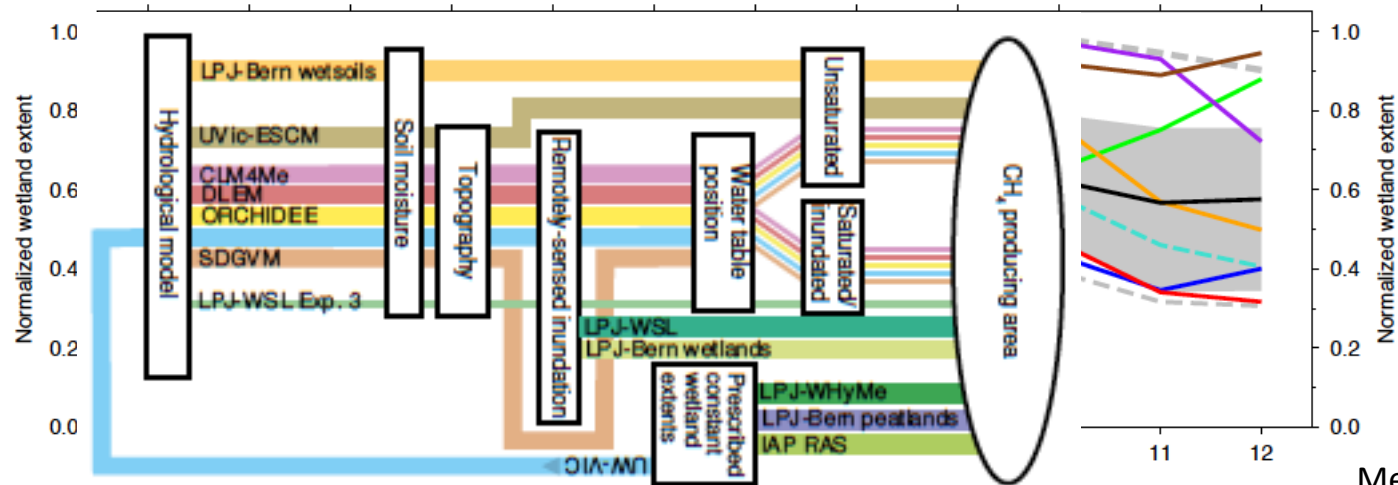 Normalized wetland extent
1.0
0.8
0.6
0.4
0.2
0.0
Hydrological model
LPJ-Bern wetsoils
UVic-ESCM
CLM4Me
DLEM
ORCHIDEE
SDGVM
LPJ-WSL Exp. 3
UW-VIC
Soil moisture
Topography
Remotely-sensed inundation
LPJ-WSL
LPJ-Bern wetlands
Prescribed
constant
wetland
extents
Water table
position
Unsaturated
Saturated/
inundated
LPJ-WHyMe
LPJ-Bern peatlands
IAP RAS
CH4 producing area
11
12
1.0
0.8
0.6
0.4
0.2
0.0
Normalized wetland extent
Me